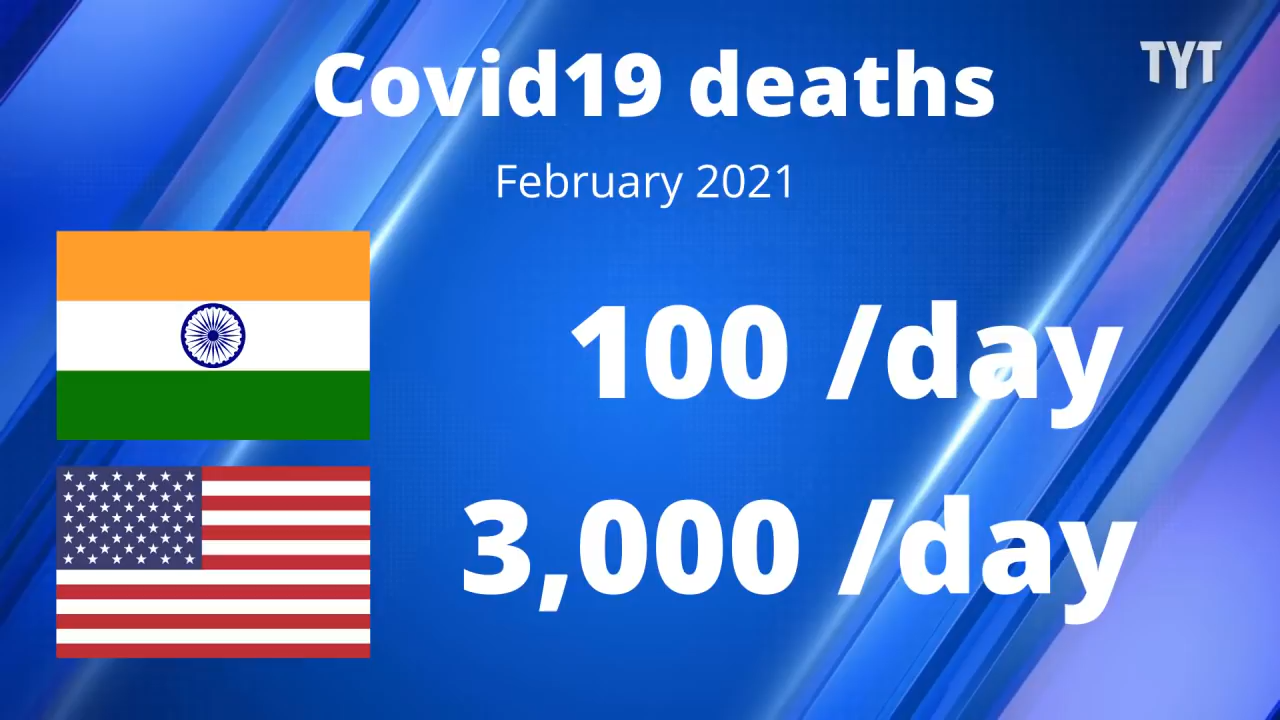 Covid19 deaths
TYT
February 2021
100 /day
3,000 /day